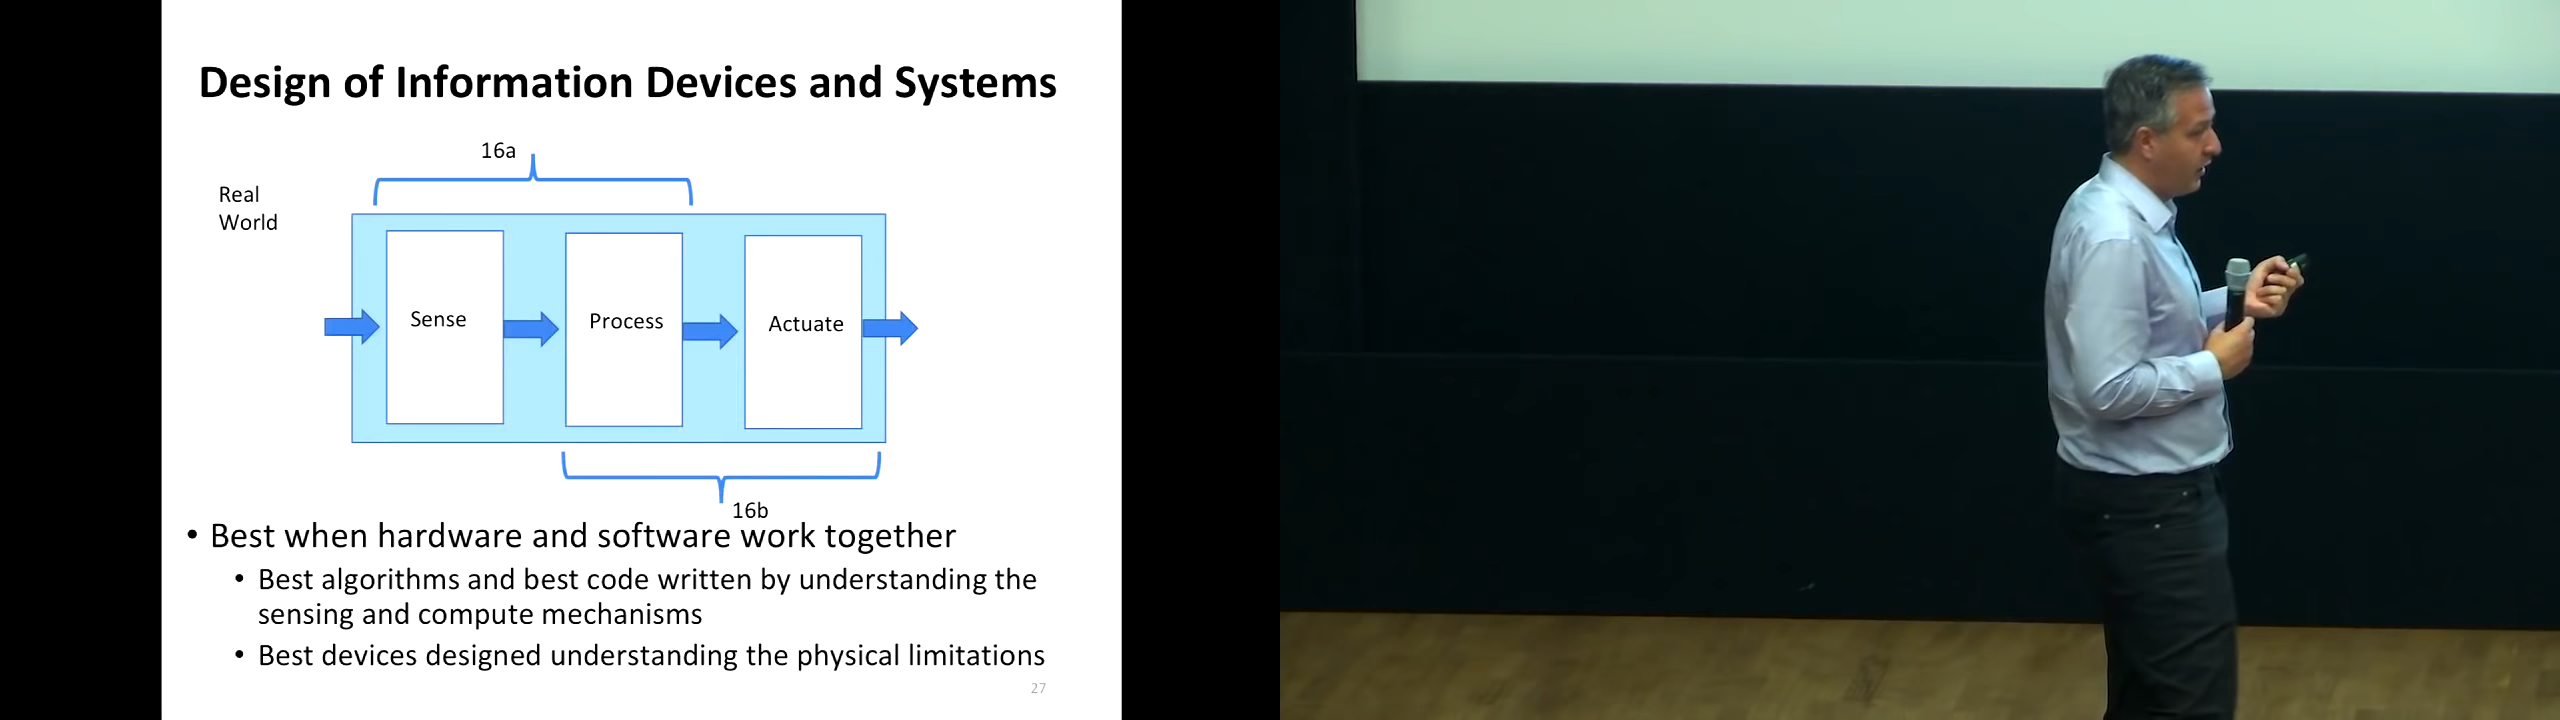 Design of Information Devices and Systems
16a
Real
World
Sense
Process
Actuate
16b
• Best when hardware and software work together
• Best algorithms and best code written by understanding the
sensing and compute mechanisms
• Best devices designed understanding the physical limitations
27